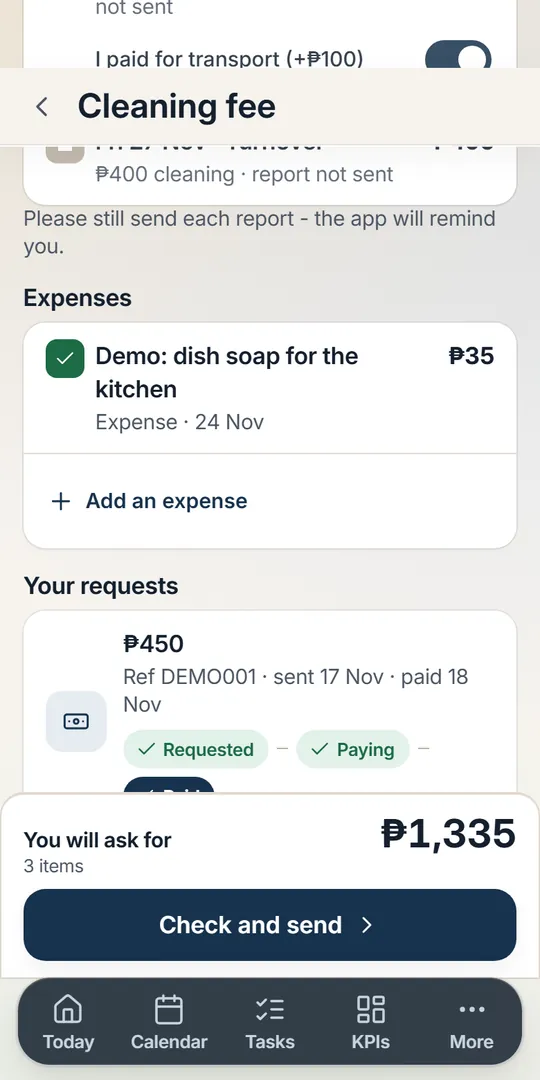 not sent
I paid for transport (+₱100)
Cleaning fee
₱400 cleaning · report not sent
Please still send each report - the app will remind
you.
Expenses
Demo: dish soap for the
kitchen
₱35
Expense · 24 Nov
+ Add an expense
Your requests
₱450
Ref DEMO001 · sent 17 Nov · paid 18
Nov
Requested – Paying –
You will ask for
₱1,335
3 items
Check and send
Today
Calendar
Tasks
KPIs
More